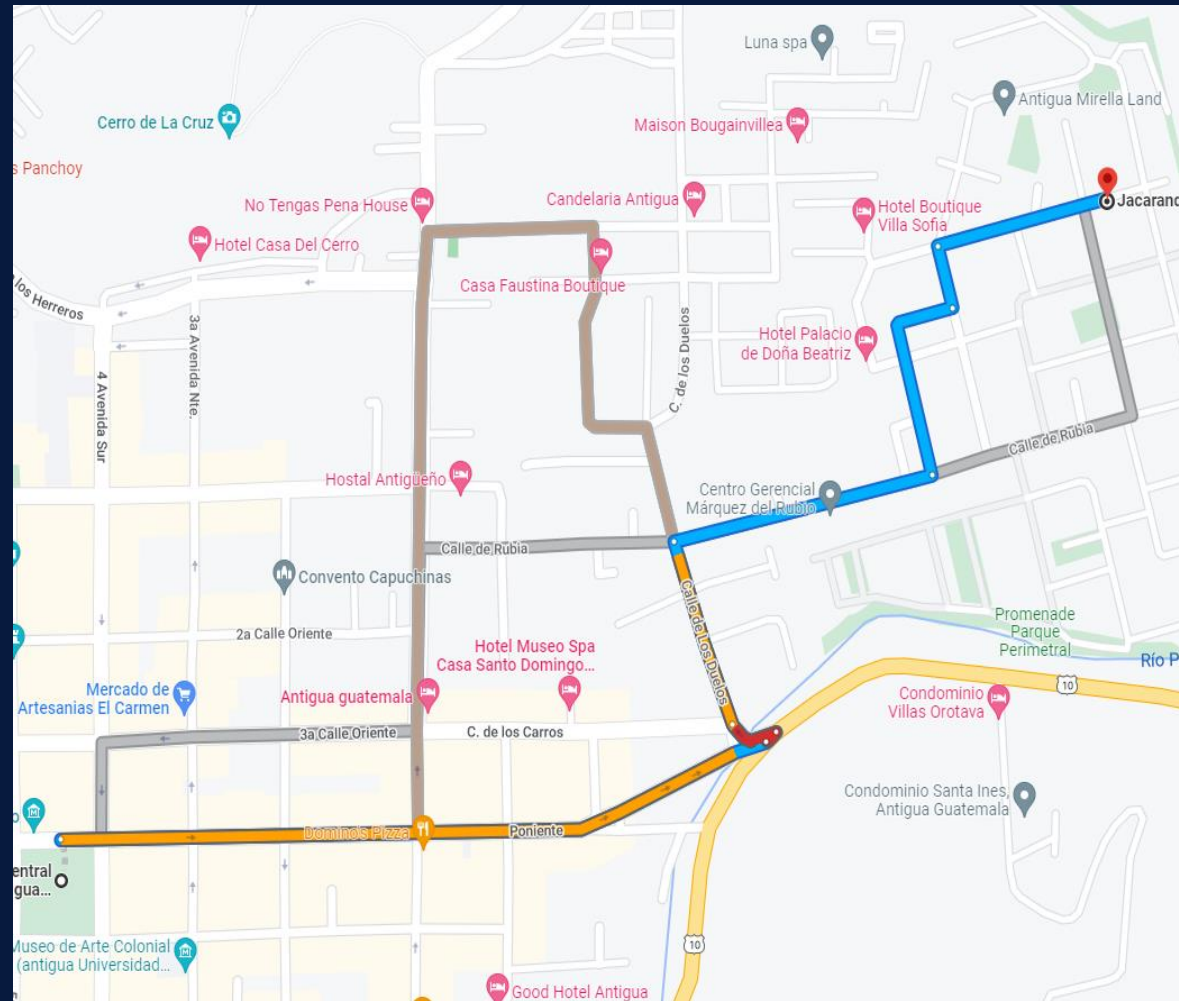 Luna spa
Antigua Mirella Land
Cerro de La Cruz
Maison Bougainvillea
s Panchoy
No Tengas Pena House
Candelaria Antigua
Jacarand
Hotel Boutique
Villa Sofia
Hotel Casa Del Cerro
Casa Faustina Boutique
los Herreros
3a Avenida Nte.
C. de los Duelos
Hotel Palacio
de Doña Beatriz
4 Avenida Sur
Calle de Rubia
Hostal Antigüeño
Centro Gerencial
Márquez del Rubio
Calle de Rubia
Convento Capuchinas
Calle de Los Duelos
2a Calle Oriente
Promenade
Parque
Perimetral
Hotel Museo Spa
Casa Santo Domingo...
Río P
10
Mercado de
Artesanias El Carmen
Antigua guatemala
Condominio
Villas Orotava
3a Calle Oriente
C. de los Carros
Condominio Santa Ines,
Antigua Guatemala
o
Domino's Pizza
Poniente
entral
gua...
Museo de Arte Colonial
(antigua Universidad...
10
Good Hotel Antigua